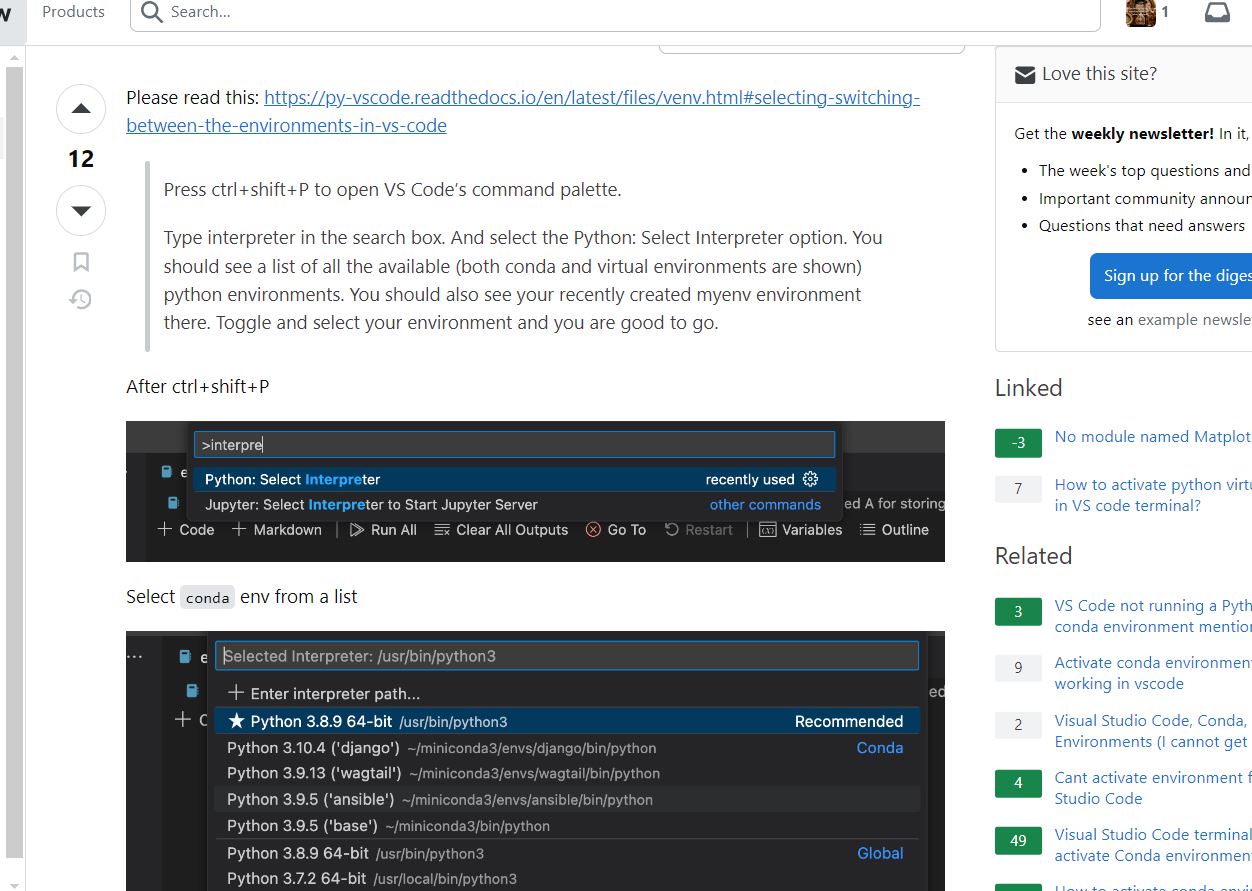 Products
Search...
1
Please read this: https://py-vscode.readthedocs.io/en/latest/files/venv.html#selecting-switching-
between-the-environments-in-vs-code
12
Press ctrl+shift+P to open VS Code's command palette.
Type interpreter in the search box. And select the Python: Select Interpreter option. You
should see a list of all the available (both conda and virtual environments are shown)
python environments. You should also see your recently created myenv environment
there. Toggle and select your environment and you are good to go.
After ctrl+shift+P
>interpre
Python: Select Interpreter recently used
Jupyter: Select Interpreter to Start Jupyter Server other commands
ed A for storing
Code Markdown Run All Clear All Outputs Go To Restart Variables Outline
Select conda env from a list
Selected Interpreter: /usr/bin/python3
Enter interpreter path...
Python 3.8.9 64-bit /usr/bin/python3 Recommended
Python 3.10.4 ('django') ~/miniconda3/envs/django/bin/python Conda
Python 3.9.13 ('wagtail') ~/miniconda3/envs/wagtail/bin/python
Python 3.9.5 ('ansible') ~/miniconda3/envs/ansible/bin/python
Python 3.9.5 ('base') ~/miniconda3/bin/python
Python 3.8.9 64-bit /usr/bin/python3 Global
Python 3.7.2 64-bit /usr/local/bin/python3
Love this site?
Get the weekly newsletter! In it,
The week's top questions and
Important community announ
Questions that need answers
Sign up for the diges
see an example newsle
Linked
-3 No module named Matplot
7 How to activate python virtu
in VS code terminal?
Related
3 VS Code not running a Pyth
conda environment mention
9 Activate conda environment
working in vscode
2 Visual Studio Code, Conda,
Environments (I cannot get
4 Cant activate environment f
Studio Code
49 Visual Studio Code terminal
activate Conda environment